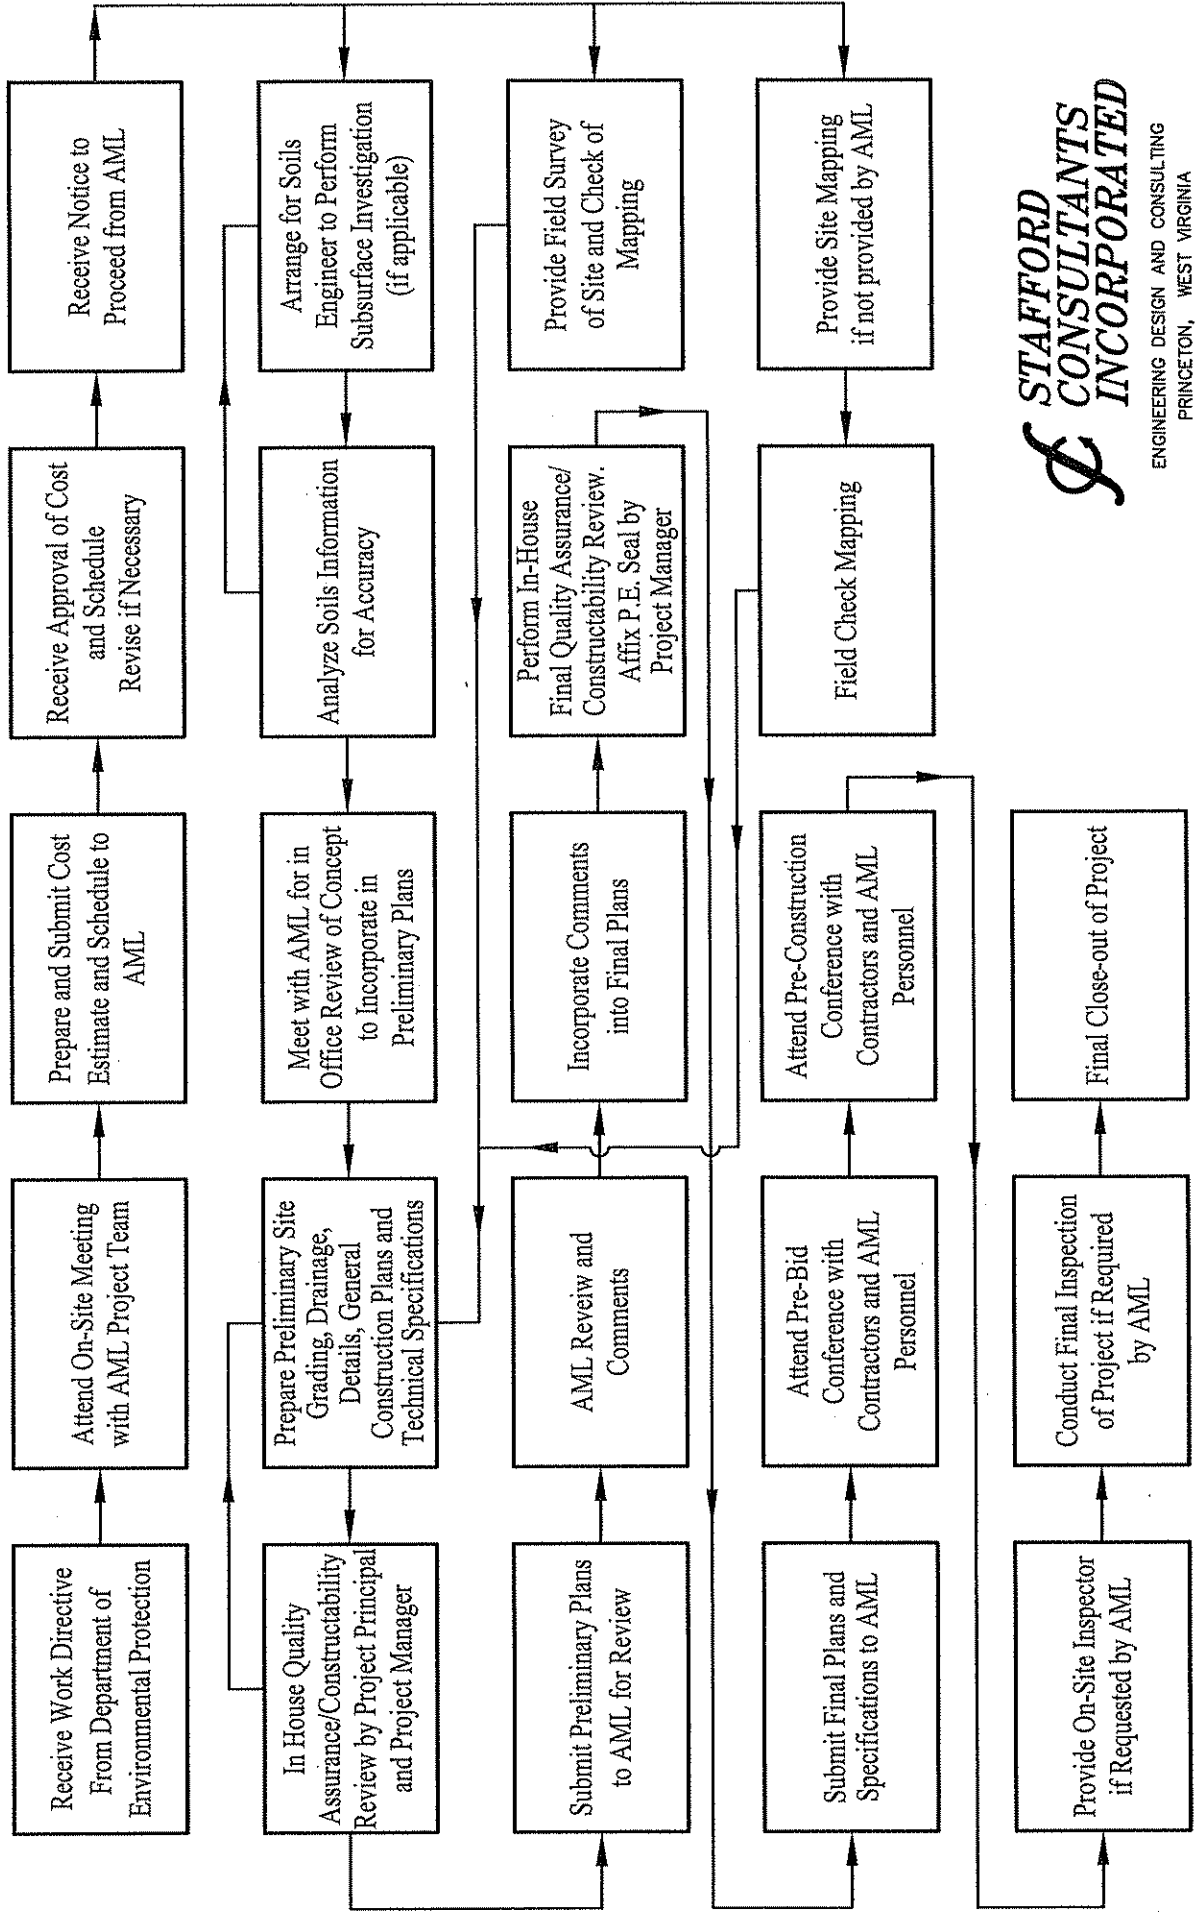 Receive Work Directive
From Department of
Environmental Protection
Attend On-Site Meeting
with AML Project Team
Prepare and Submit Cost
Estimate and Schedule to
AML
Receive Approval of Cost
and Schedule
Revise if Necessary
Receive Notice to
Proceed from AML
In House Quality
Assurance/Constructability
Review by Project Principal
and Project Manager
Prepare Preliminary Site
Grading, Drainage,
Details, General
Construction Plans and
Technical Specifications
Meet with AML for in
Office Review of Concept
to Incorporate in
Preliminary Plans
Analyze Soils Information
for Accuracy
Arrange for Soils
Engineer to Perform
Subsurface Investigation
(if applicable)
Submit Preliminary Plans
to AML for Review
AML Reveiw and
Comments
Incorporate Comments
into Final Plans
Perform In-House
Final Quality Assurance/
Constructability Review.
Affix P.E. Seal by
Project Manager
Provide Field Survey
of Site and Check of
Mapping
Submit Final Plans and
Specifications to AML
Attend Pre-Bid
Conference with
Contractors and AML
Personnel
Attend Pre-Construction
Conference with
Contractors and AML
Personnel
Field Check Mapping
Provide Site Mapping
if not provided by AML
Provide On-Site Inspector
if Requested by AML
Conduct Final Inspection
of Project if Required
by AML
Final Close-out of Project
STAFFORD
CONSULTANTS
INCORPORATED
ENGINEERING DESIGN AND CONSULTING
PRINCETON, WEST VIRGINIA